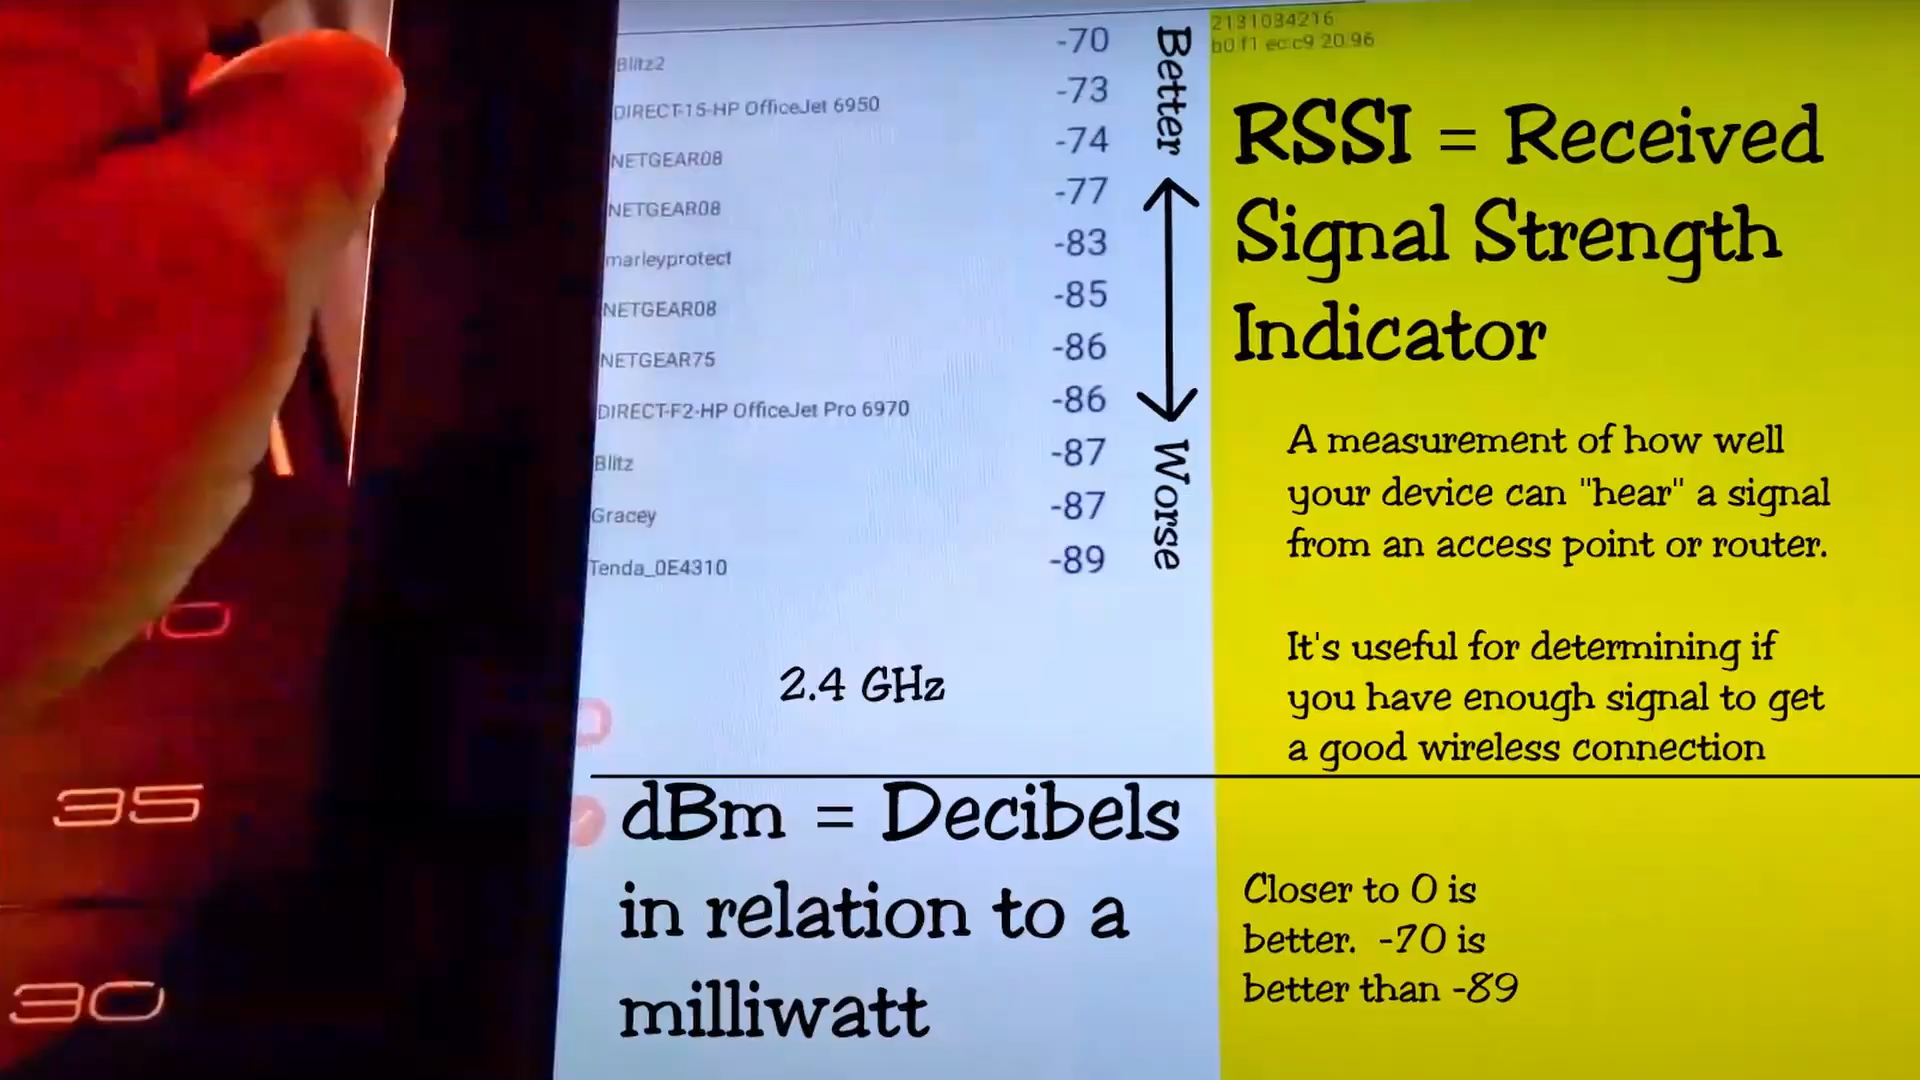 Blitz2 -70
DIRECT-15-HP OfficeJet 6950 -73
NETGEAR08 -74
NETGEAR08 -77
marleyprotect -83
NETGEAR08 -85
NETGEAR75 -86
DIRECT-F2-HP OfficeJet Pro 6970 -86
Blitz -87
Gracey -87
Tenda_0E4310 -89
Better
Worse
2.4 GHz
2131034216
b0 f1 ec c9 20 96
RSSI = Received
Signal Strength
Indicator
A measurement of how well
your device can "hear" a signal
from an access point or router.
It's useful for determining if
you have enough signal to get
a good wireless connection
dBm = Decibels
in relation to a
milliwatt
Closer to 0 is
better. -70 is
better than -89
35
30